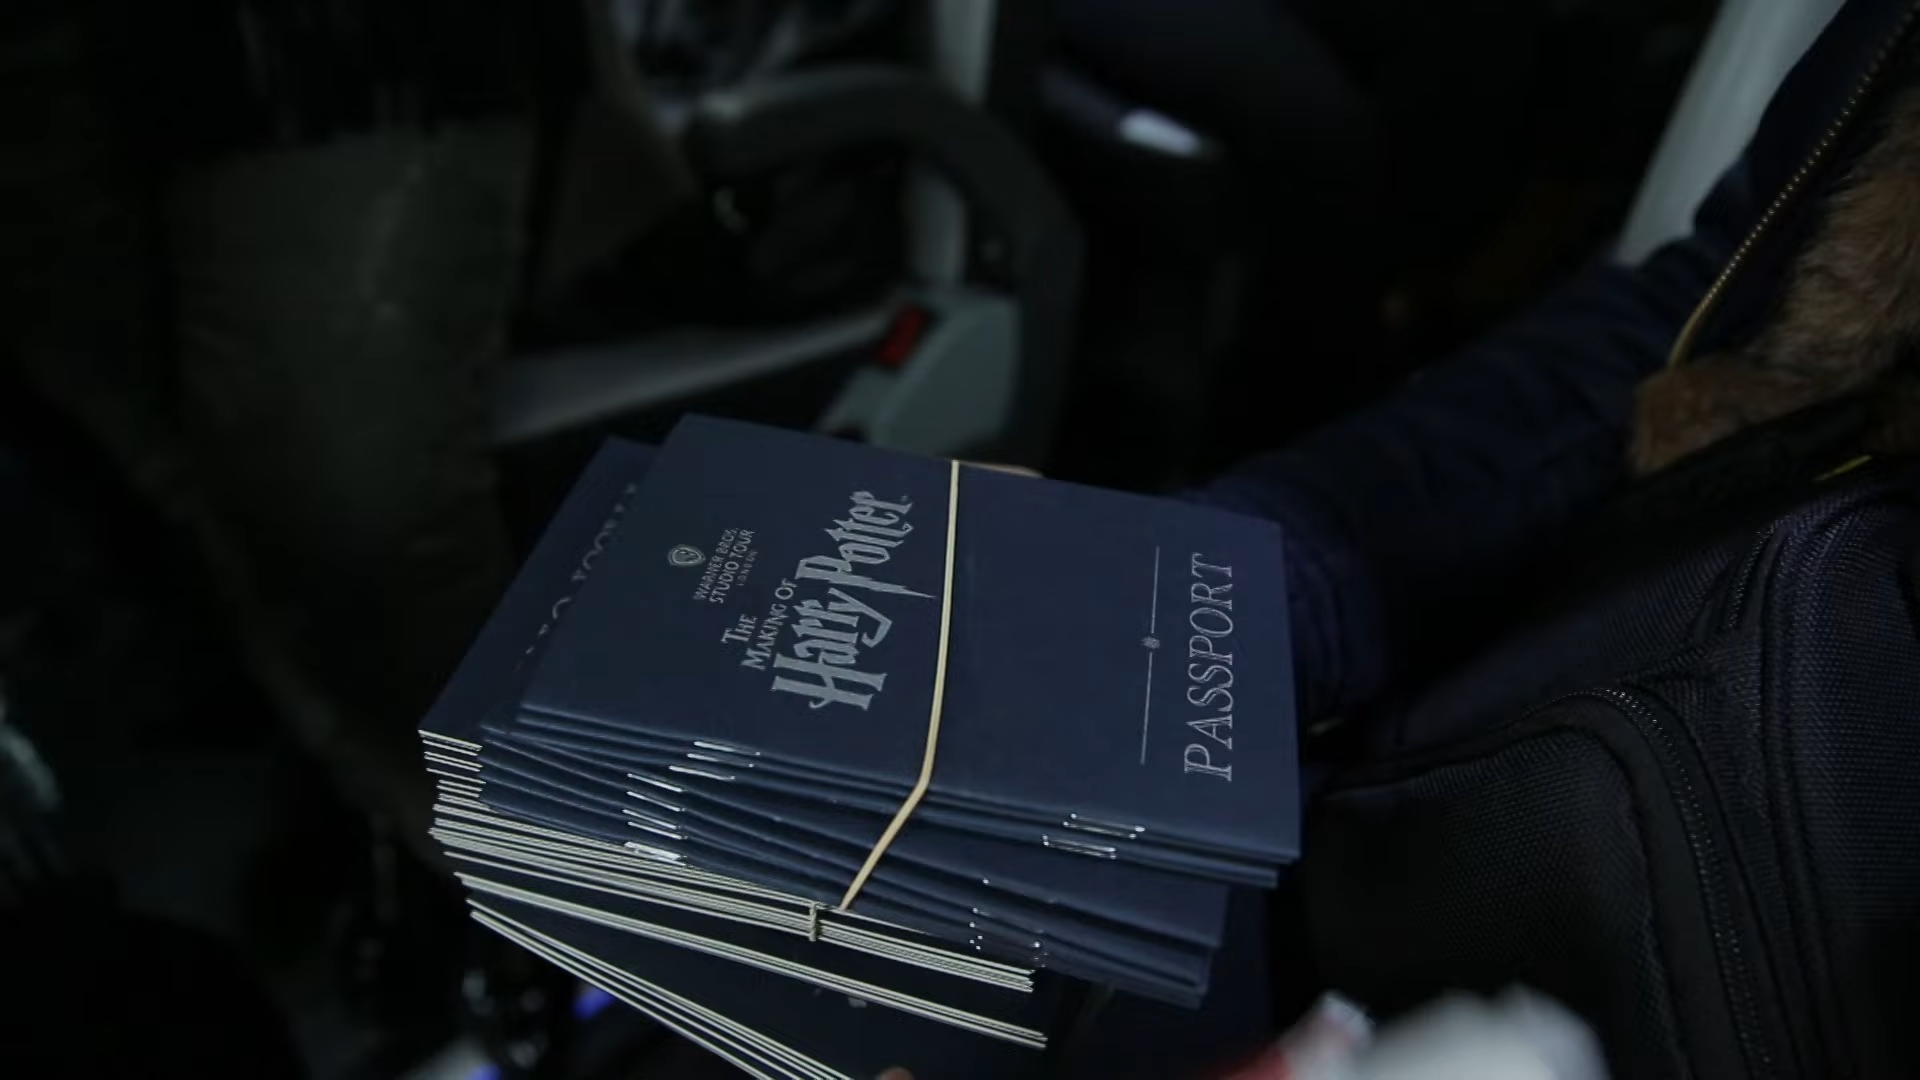 WARNER BROS.
STUDIO TOUR
LONDON
THE
MAKING OF
Harry Potter
PASSPORT